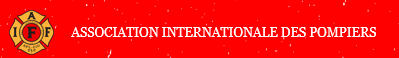 I A F F
ASSOCIATION INTERNATIONALE DES POMPIERS